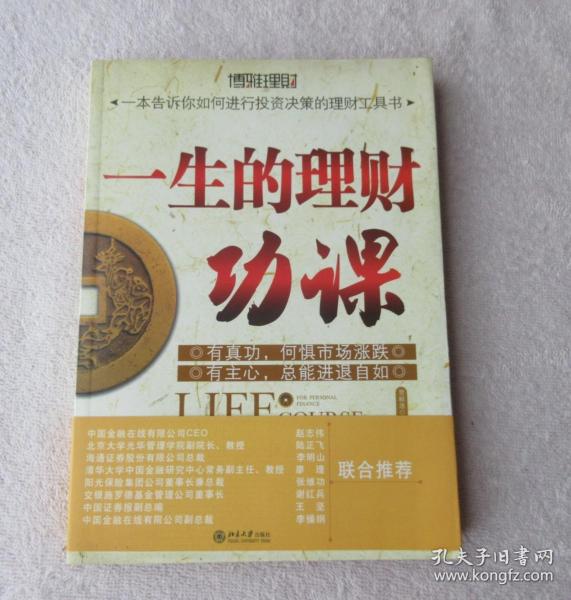 博雅理财
一本告诉你如何进行投资决策的理财工具书
一生的理财
功课
◎有真功，何惧市场涨跌◎
◎有主心，总能进退自如◎
LIFE
FOR PERSONAL
FINANCE
COURSE
中国金融在线有限公司CEO 赵志伟
北京大学光华管理学院副院长、教授 陆正飞
海通证券股份有限公司总裁 李明山
清华大学中国金融研究中心常务副主任、教授 廖理
阳光保险集团公司董事长兼总裁 张维功
交银施罗德基金管理公司董事长 谢红兵
中国证券报副总编 王坚
中国金融在线有限公司副总裁
联合推荐
北京大学出版社
PEKING UNIVERSITY PRESS
孔夫子旧书网
www.kongfz.com